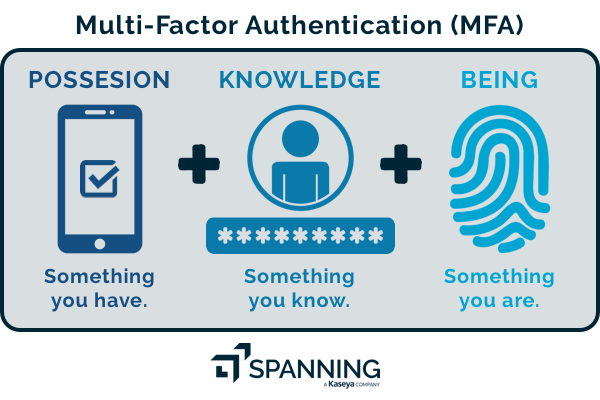 Multi-Factor Authentication (MFA)
POSSESION
KNOWLEDGE
BEING
*********
Something
you have.
Something
you know.
Something
you are.
SPANNING
A Kaseya COMPANY